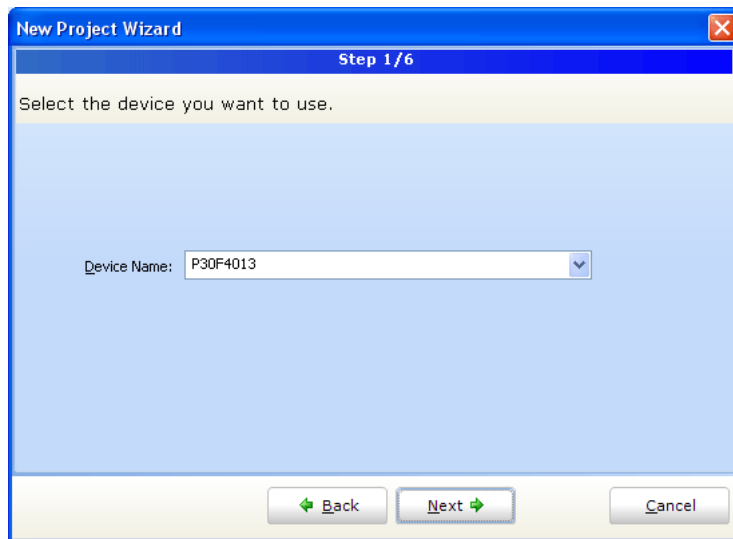 New Project Wizard
Step 1/6
Select the device you want to use.
Device Name: P30F4013
Back Next Cancel